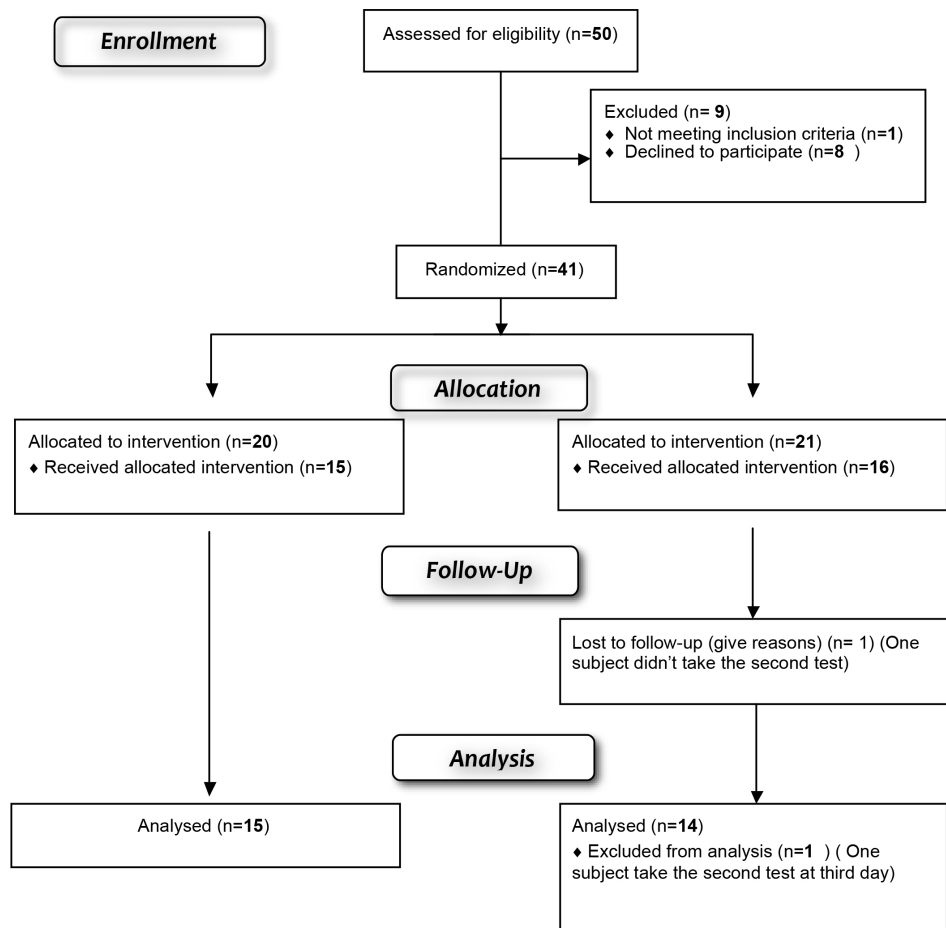 Enrollment
Assessed for eligibility (n=50)
Excluded (n= 9)
♦ Not meeting inclusion criteria (n=1)
♦ Declined to participate (n=8 )
Randomized (n=41)
Allocation
Allocated to intervention (n=20)
♦ Received allocated intervention (n=15)
Allocated to intervention (n=21)
♦ Received allocated intervention (n=16)
Follow-Up
Lost to follow-up (give reasons) (n= 1) (One
subject didn't take the second test)
Analysis
Analysed (n=15)
Analysed (n=14)
♦ Excluded from analysis (n=1 ) ( One
subject take the second test at third day)